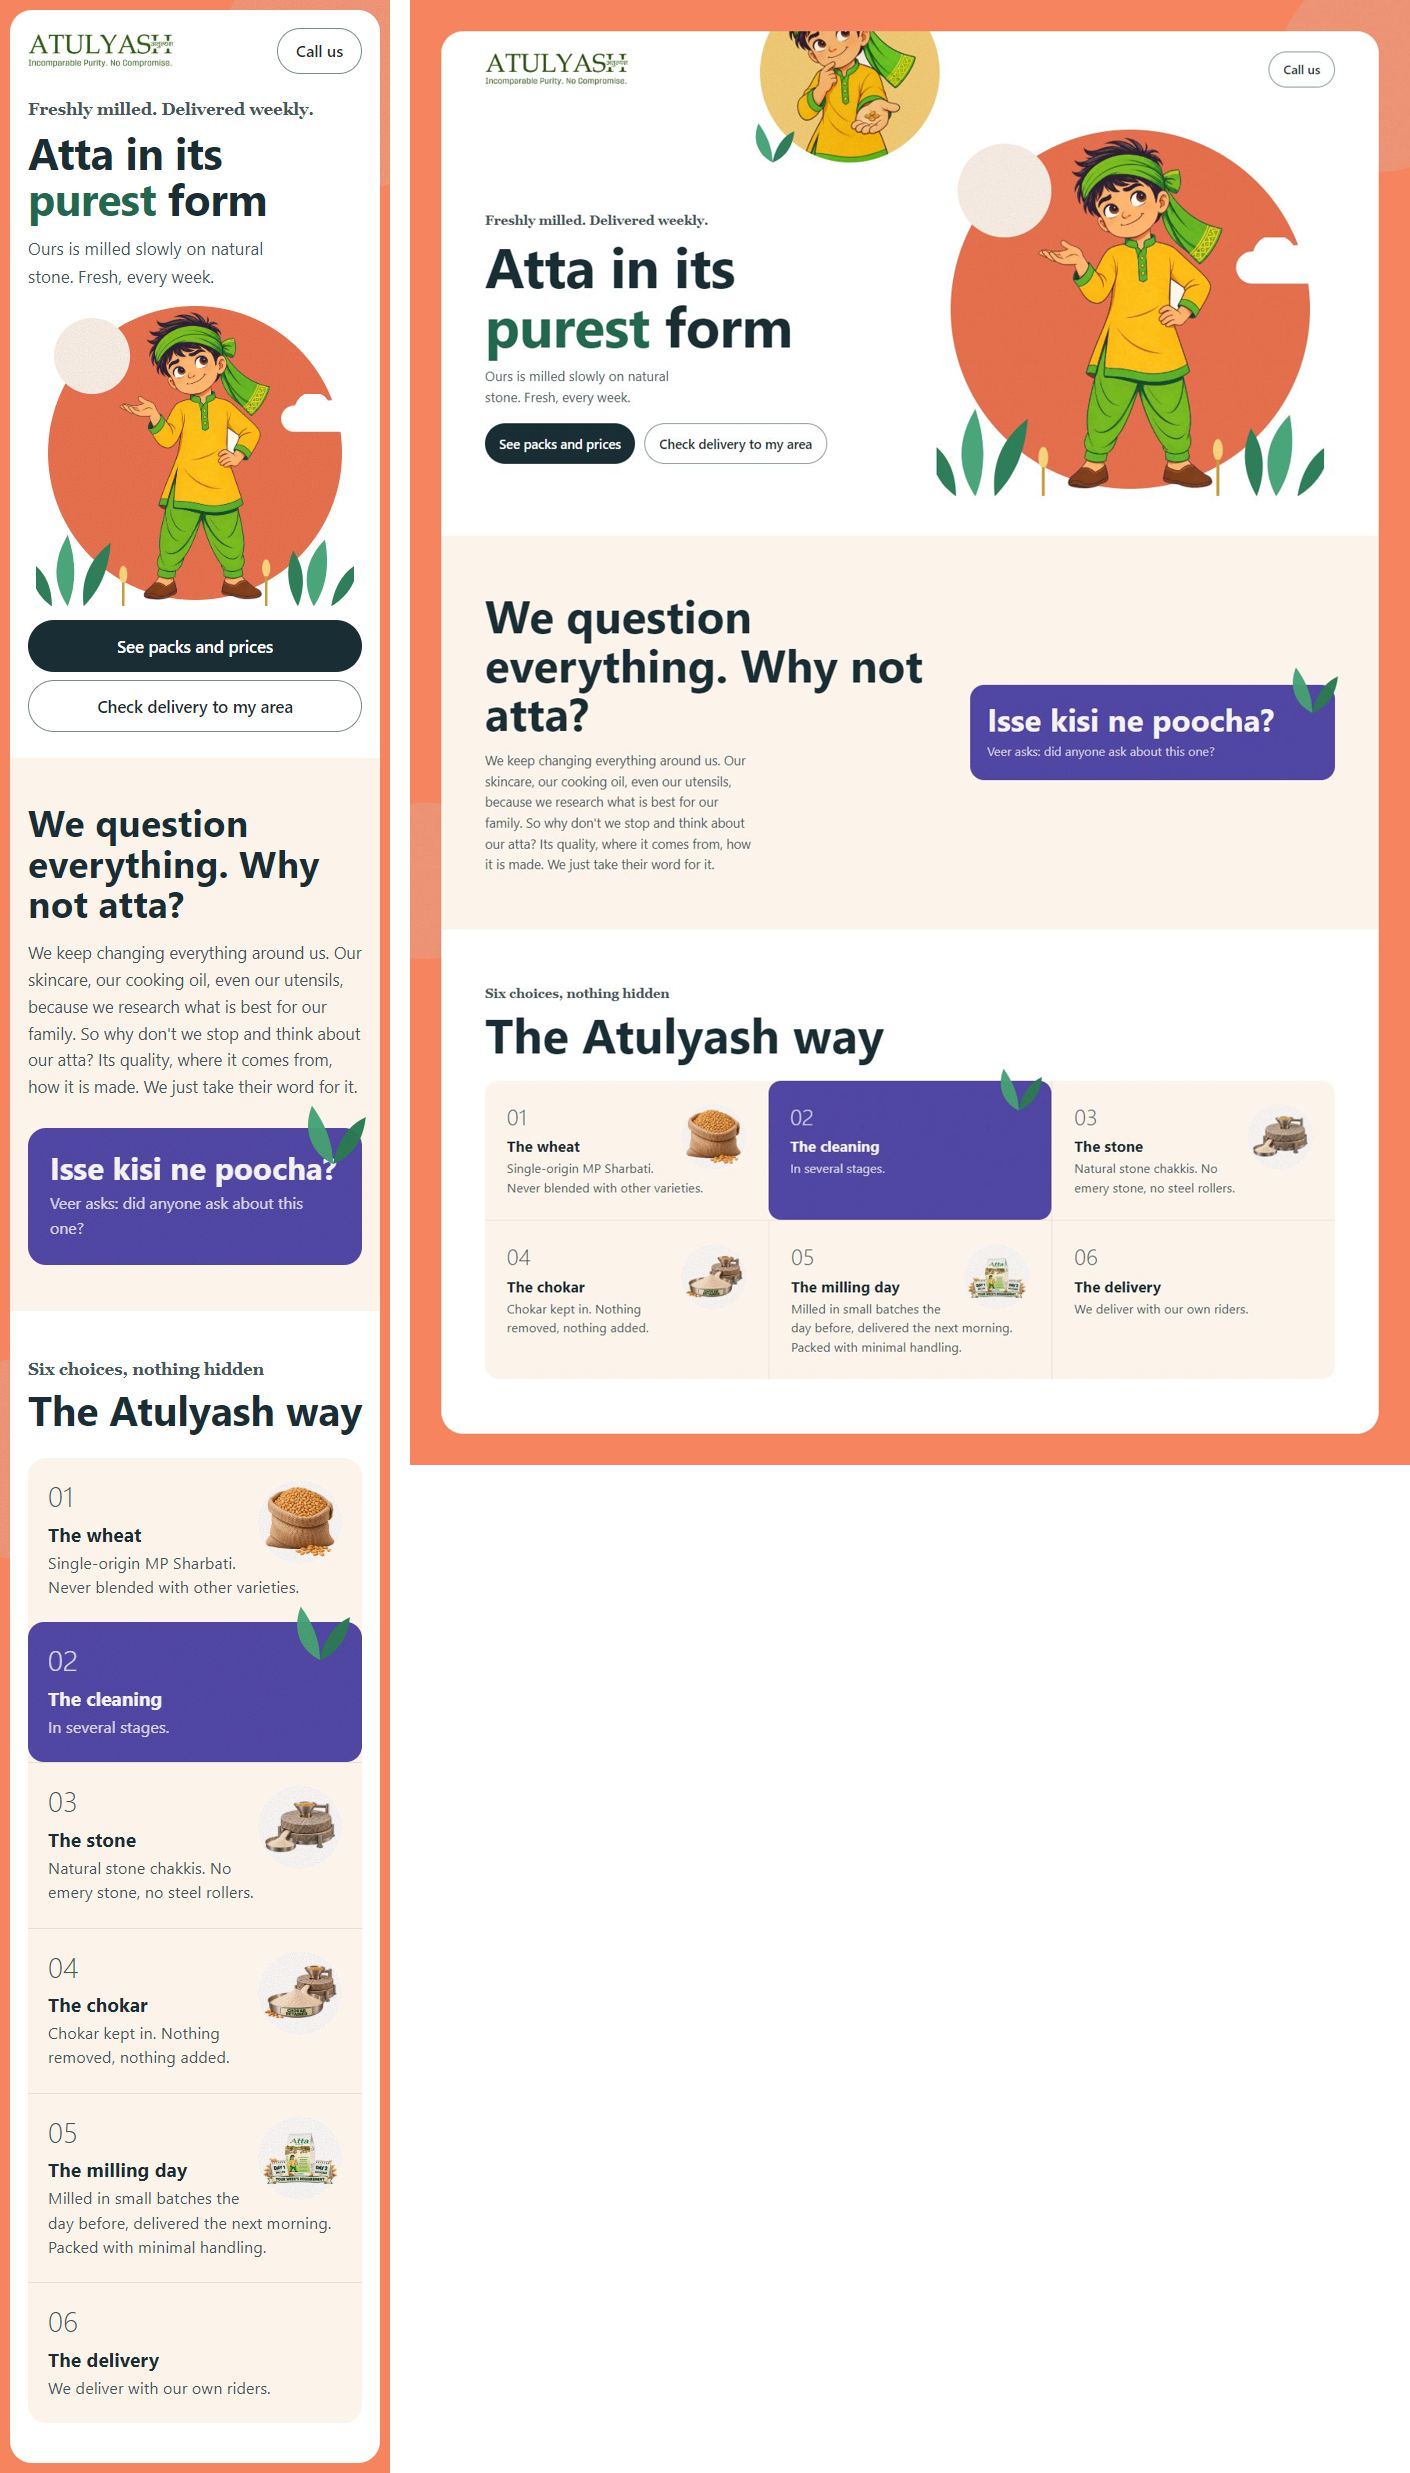 ATULYASH
अतुल्यश
Incomparable Purity. No Compromise.
Call us
Freshly milled. Delivered weekly.
Atta in its
purest form
Ours is milled slowly on natural
stone. Fresh, every week.
See packs and prices
Check delivery to my area
We question
everything. Why
not atta?
We keep changing everything around us. Our
skincare, our cooking oil, even our utensils,
because we research what is best for our
family. So why don't we stop and think about
our atta? Its quality, where it comes from,
how it is made. We just take their word for it.
Isse kisi ne poocha?
Veer asks: did anyone ask about this
one?
Six choices, nothing hidden
The Atulyash way
01
The wheat
Single-origin MP Sharbati.
Never blended with other varieties.
02
The cleaning
In several stages.
03
The stone
Natural stone chakkis. No
emery stone, no steel rollers.
04
The chokar
Chokar kept in. Nothing
removed, nothing added.
05
The milling day
Milled in small batches the
day before, delivered the next morning.
Packed with minimal handling.
Atta
DAY 1
06
The delivery
We deliver with our own riders.
ATULYASH
Incomparable Purity. No Compromise.
Call us
Freshly milled. Delivered weekly.
Atta in its
purest form
Ours is milled slowly on natural
stone. Fresh, every week.
See packs and prices
Check delivery to my area
We question
everything. Why not
atta?
We keep changing everything around us. Our
skincare, our cooking oil, even our utensils,
because we research what is best for our
family. So why don't we stop and think about
our atta? Its quality, where it comes from, how
it is made. We just take their word for it.
Isse kisi ne poocha?
Veer asks: did anyone ask about this one?
Six choices, nothing hidden
The Atulyash way
01
The wheat
Single-origin MP Sharbati.
Never blended with other varieties.
02
The cleaning
In several stages.
03
The stone
Natural stone chakkis. No
emery stone, no steel rollers.
04
The chokar
Chokar kept in. Nothing
removed, nothing added.
05
The milling day
Milled in small batches the
day before, delivered the next morning.
Packed with minimal handling.
Atta
06
The delivery
We deliver with our own riders.